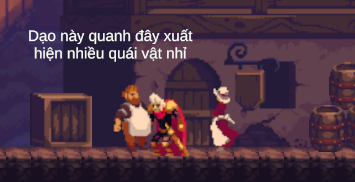 Dạo này quanh đây xuất
hiện nhiều quái vật nhỉ